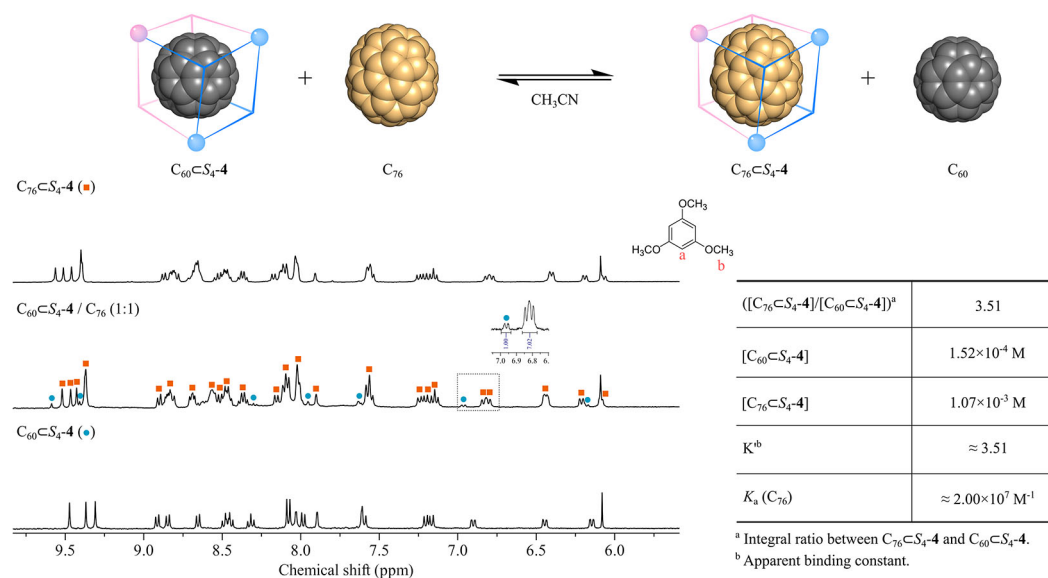 +
CH₃CN
+
C₆₀⊂S₄-4
C₇₆
C₇₆⊂S₄-4
C₆₀
C₇₆⊂S₄-4 (■)
OCH₃
H₃CO
OCH₃
a
b
C₆₀⊂S₄-4 / C₇₆ (1:1)
1.00
7.02
7.0 6.9 6.8 6.
C₆₀⊂S₄-4 (●)
9.5 9.0 8.5 8.0 7.5 7.0 6.5 6.0
Chemical shift (ppm)
([C₇₆⊂S₄-4]/[C₆₀⊂S₄-4])ᵃ 3.51
[C₆₀⊂S₄-4] 1.52×10⁻⁴ M
[C₇₆⊂S₄-4] 1.07×10⁻³ M
K'ᵇ ≈ 3.51
Kₐ (C₇₆) ≈ 2.00×10⁷ M⁻¹
ᵃ Integral ratio between C₇₆⊂S₄-4 and C₆₀⊂S₄-4.
ᵇ Apparent binding constant.